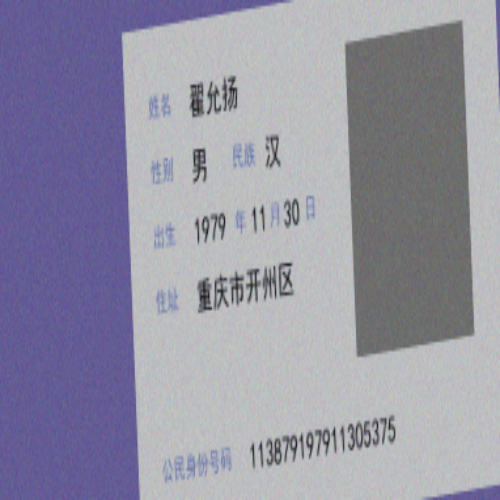 姓名 翟允扬
性别 男 民族 汉
出生 1979 年 11 月 30 日
住址 重庆市开州区
公民身份号码 113879197911305375